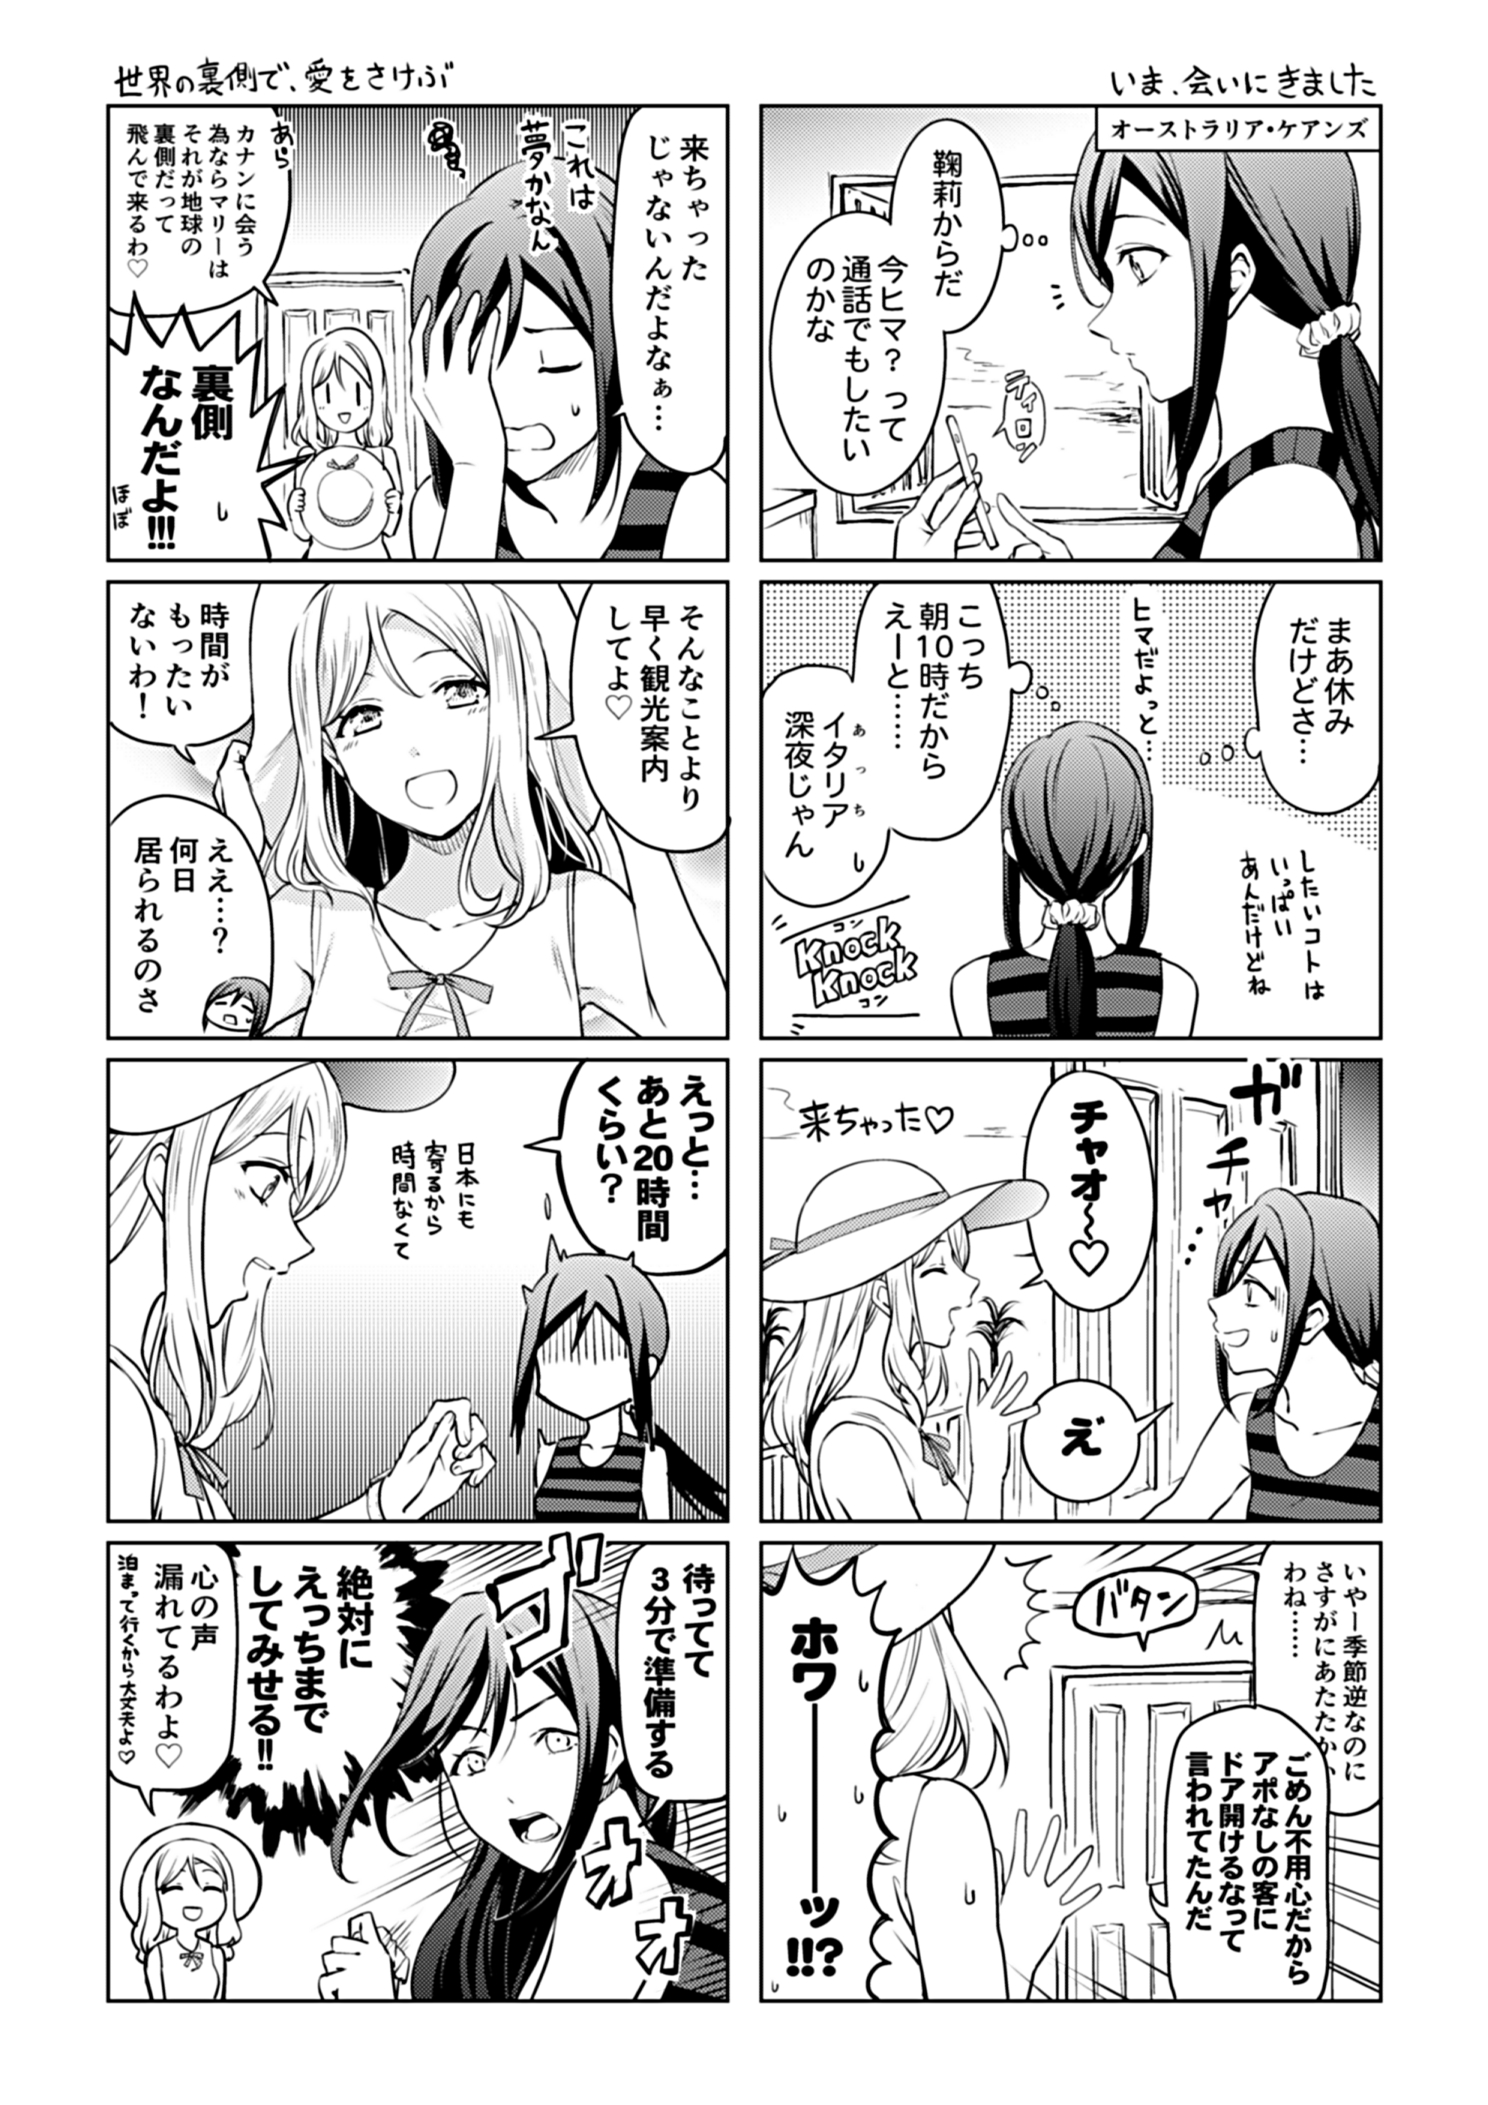 いま、会いにきました
オーストラリア・ケアンズ
鞠莉からだ
今ヒマ？って
通話でもしたい
のかな
ティロン
まあ休み
だけどさ…
ヒマだよっと…
したいコトは
いっぱい
あんだけどね
こっち
朝10時だから
えーと……
イタリア
あっち
深夜じゃん
コン
Knock
Knock
コン
ガチャ…
チャオ〜♡
来ちゃった♡
え
いやー季節逆なのに
さすがにあたたかい
わね……
バタン
ごめん不用心だから
アポなしの客に
ドア開けるなって
言われてたんだ
ホワーーーッ!!?
世界の裏側で、愛をさけぶ
来ちゃった
じゃないんだよなぁ…
これは
夢かなん
あら
カナンに会う
為ならマリーは
それが地球の
裏側だって
飛んで来るわ♡
裏側
なんだよ!!!
ほぼ
そんなことより
早く観光案内
してよ♡
時間が
もったい
ないわ！
ええ…？
何日
居られるのさ
えっと…
あと20時間
くらい？
日本にも
寄るから
時間なくて
待ってて
3分で準備する
ゴオオオ
絶対に
えっちまで
してみせる!!
心の声
漏れてるわよ♡
泊まって行くから大丈夫よ♡